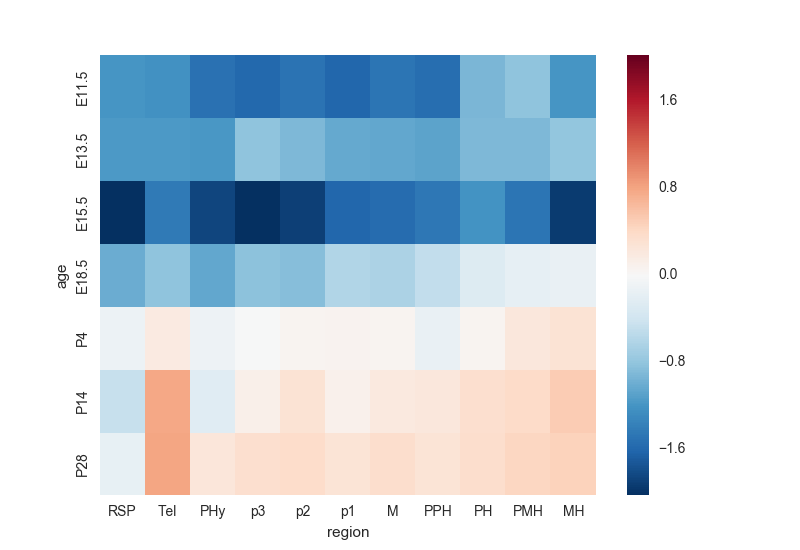 E11.5
E13.5
E15.5
E18.5
P4
P14
P28
age
RSP Tel PHy p3 p2 p1 M PPH PH PMH MH
region
1.6
0.8
0.0
−0.8
−1.6